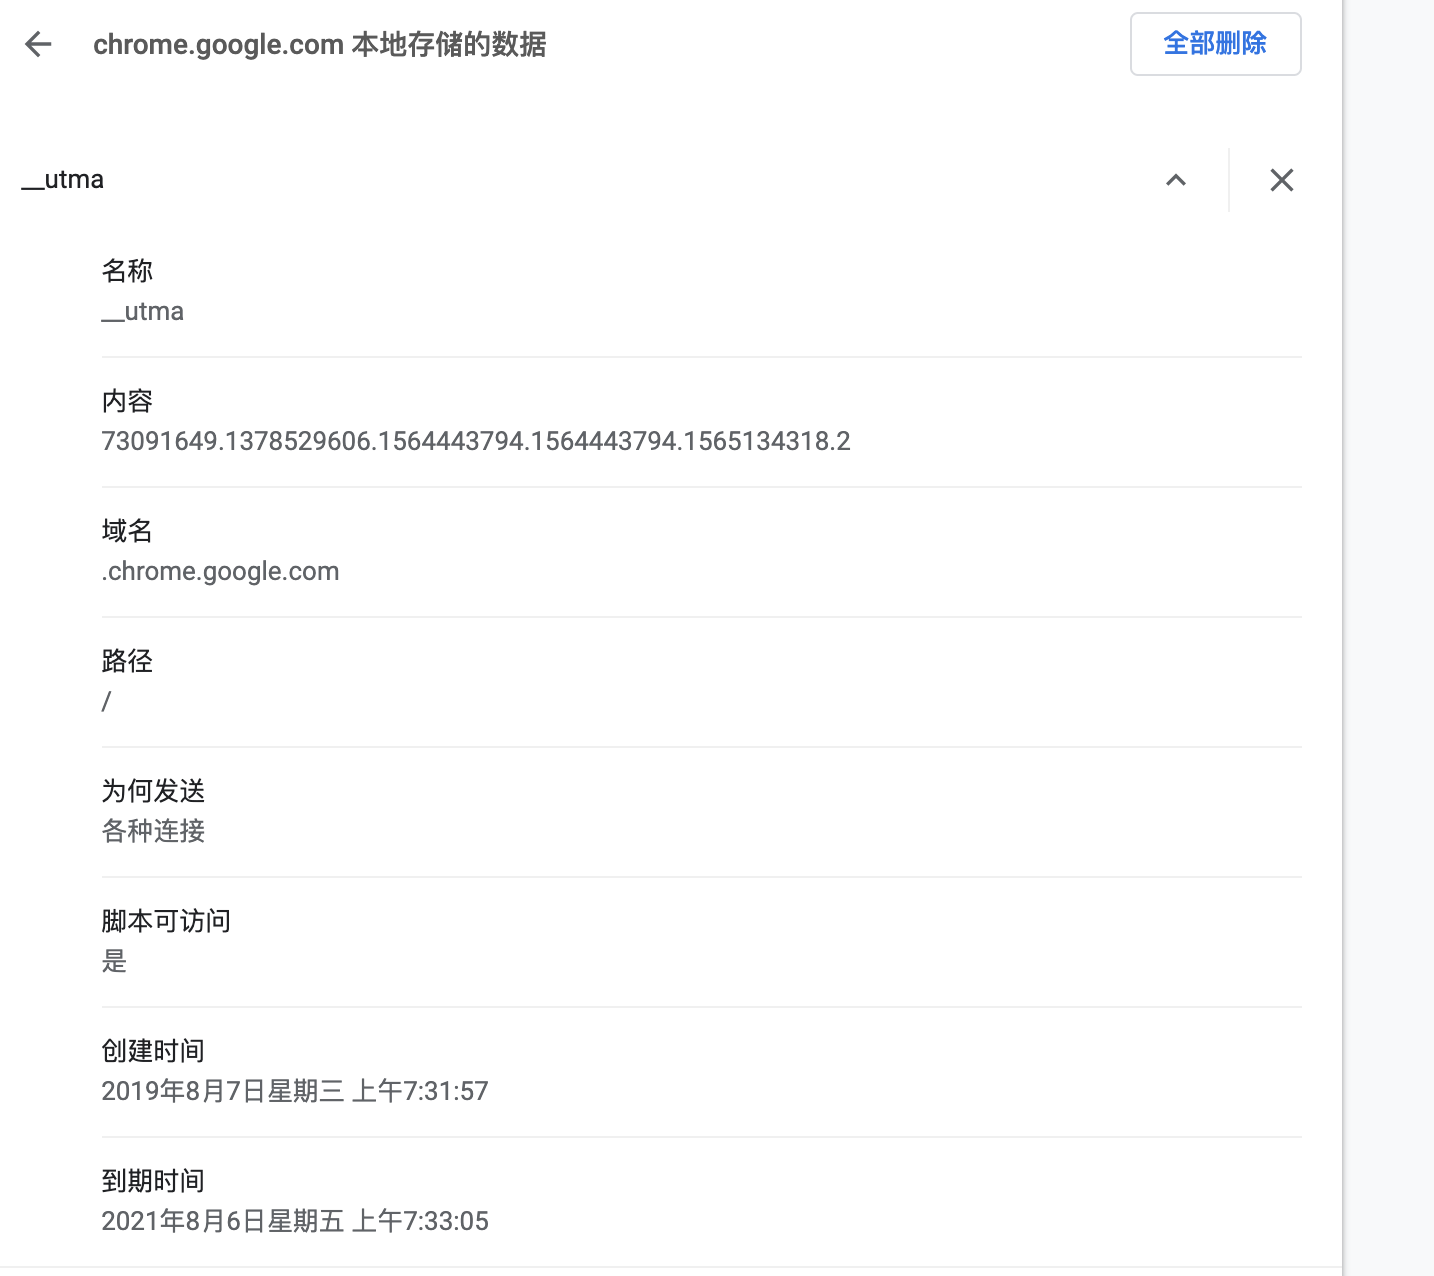 chrome.google.com 本地存储的数据
全部删除
__utma
名称
__utma
内容
73091649.1378529606.1564443794.1564443794.1565134318.2
域名
.chrome.google.com
路径
/
为何发送
各种连接
脚本可访问
是
创建时间
2019年8月7日星期三 上午7:31:57
到期时间
2021年8月6日星期五 上午7:33:05